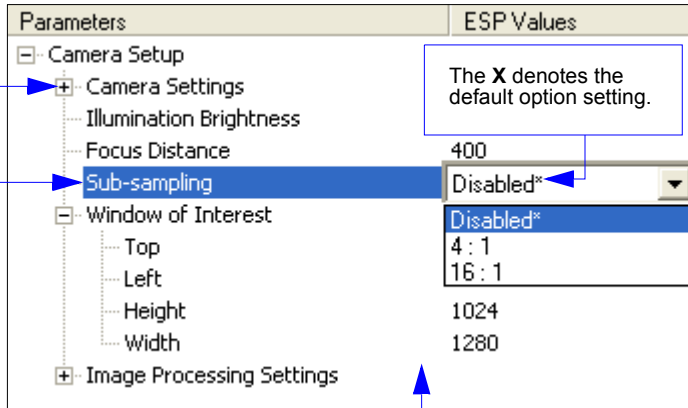 Parameters ESP Values
Camera Setup
Camera Settings
The X denotes the
default option setting.
Illumination Brightness
Focus Distance 400
Sub-sampling Disabled*
Window of Interest Disabled*
Top 4 : 1
Left 16 : 1
Height 1024
Width 1280
Image Processing Settings